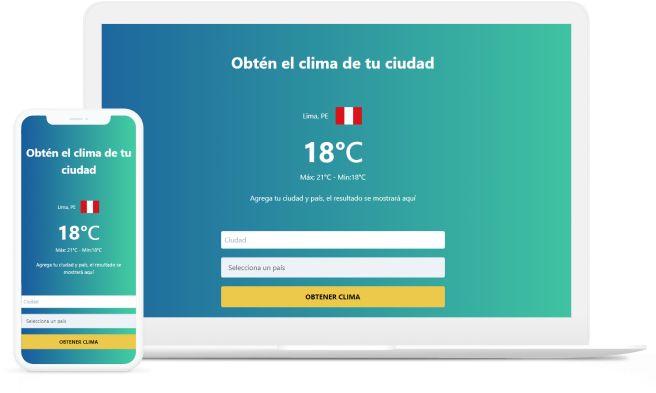 Obtén el clima de tu ciudad
Lima, PE
18°C
Máx: 21°C - Min:18°C
Agrega tu ciudad y país, el resultado se mostrará aquí
Ciudad
Selecciona un país
OBTENER CLIMA
Obtén el clima de tu
ciudad
Lima, PE
18°C
Máx: 21°C - Min:18°C
Agrega tu ciudad y país, el resultado se
mostrará aquí
Ciudad
Selecciona un país
OBTENER CLIMA